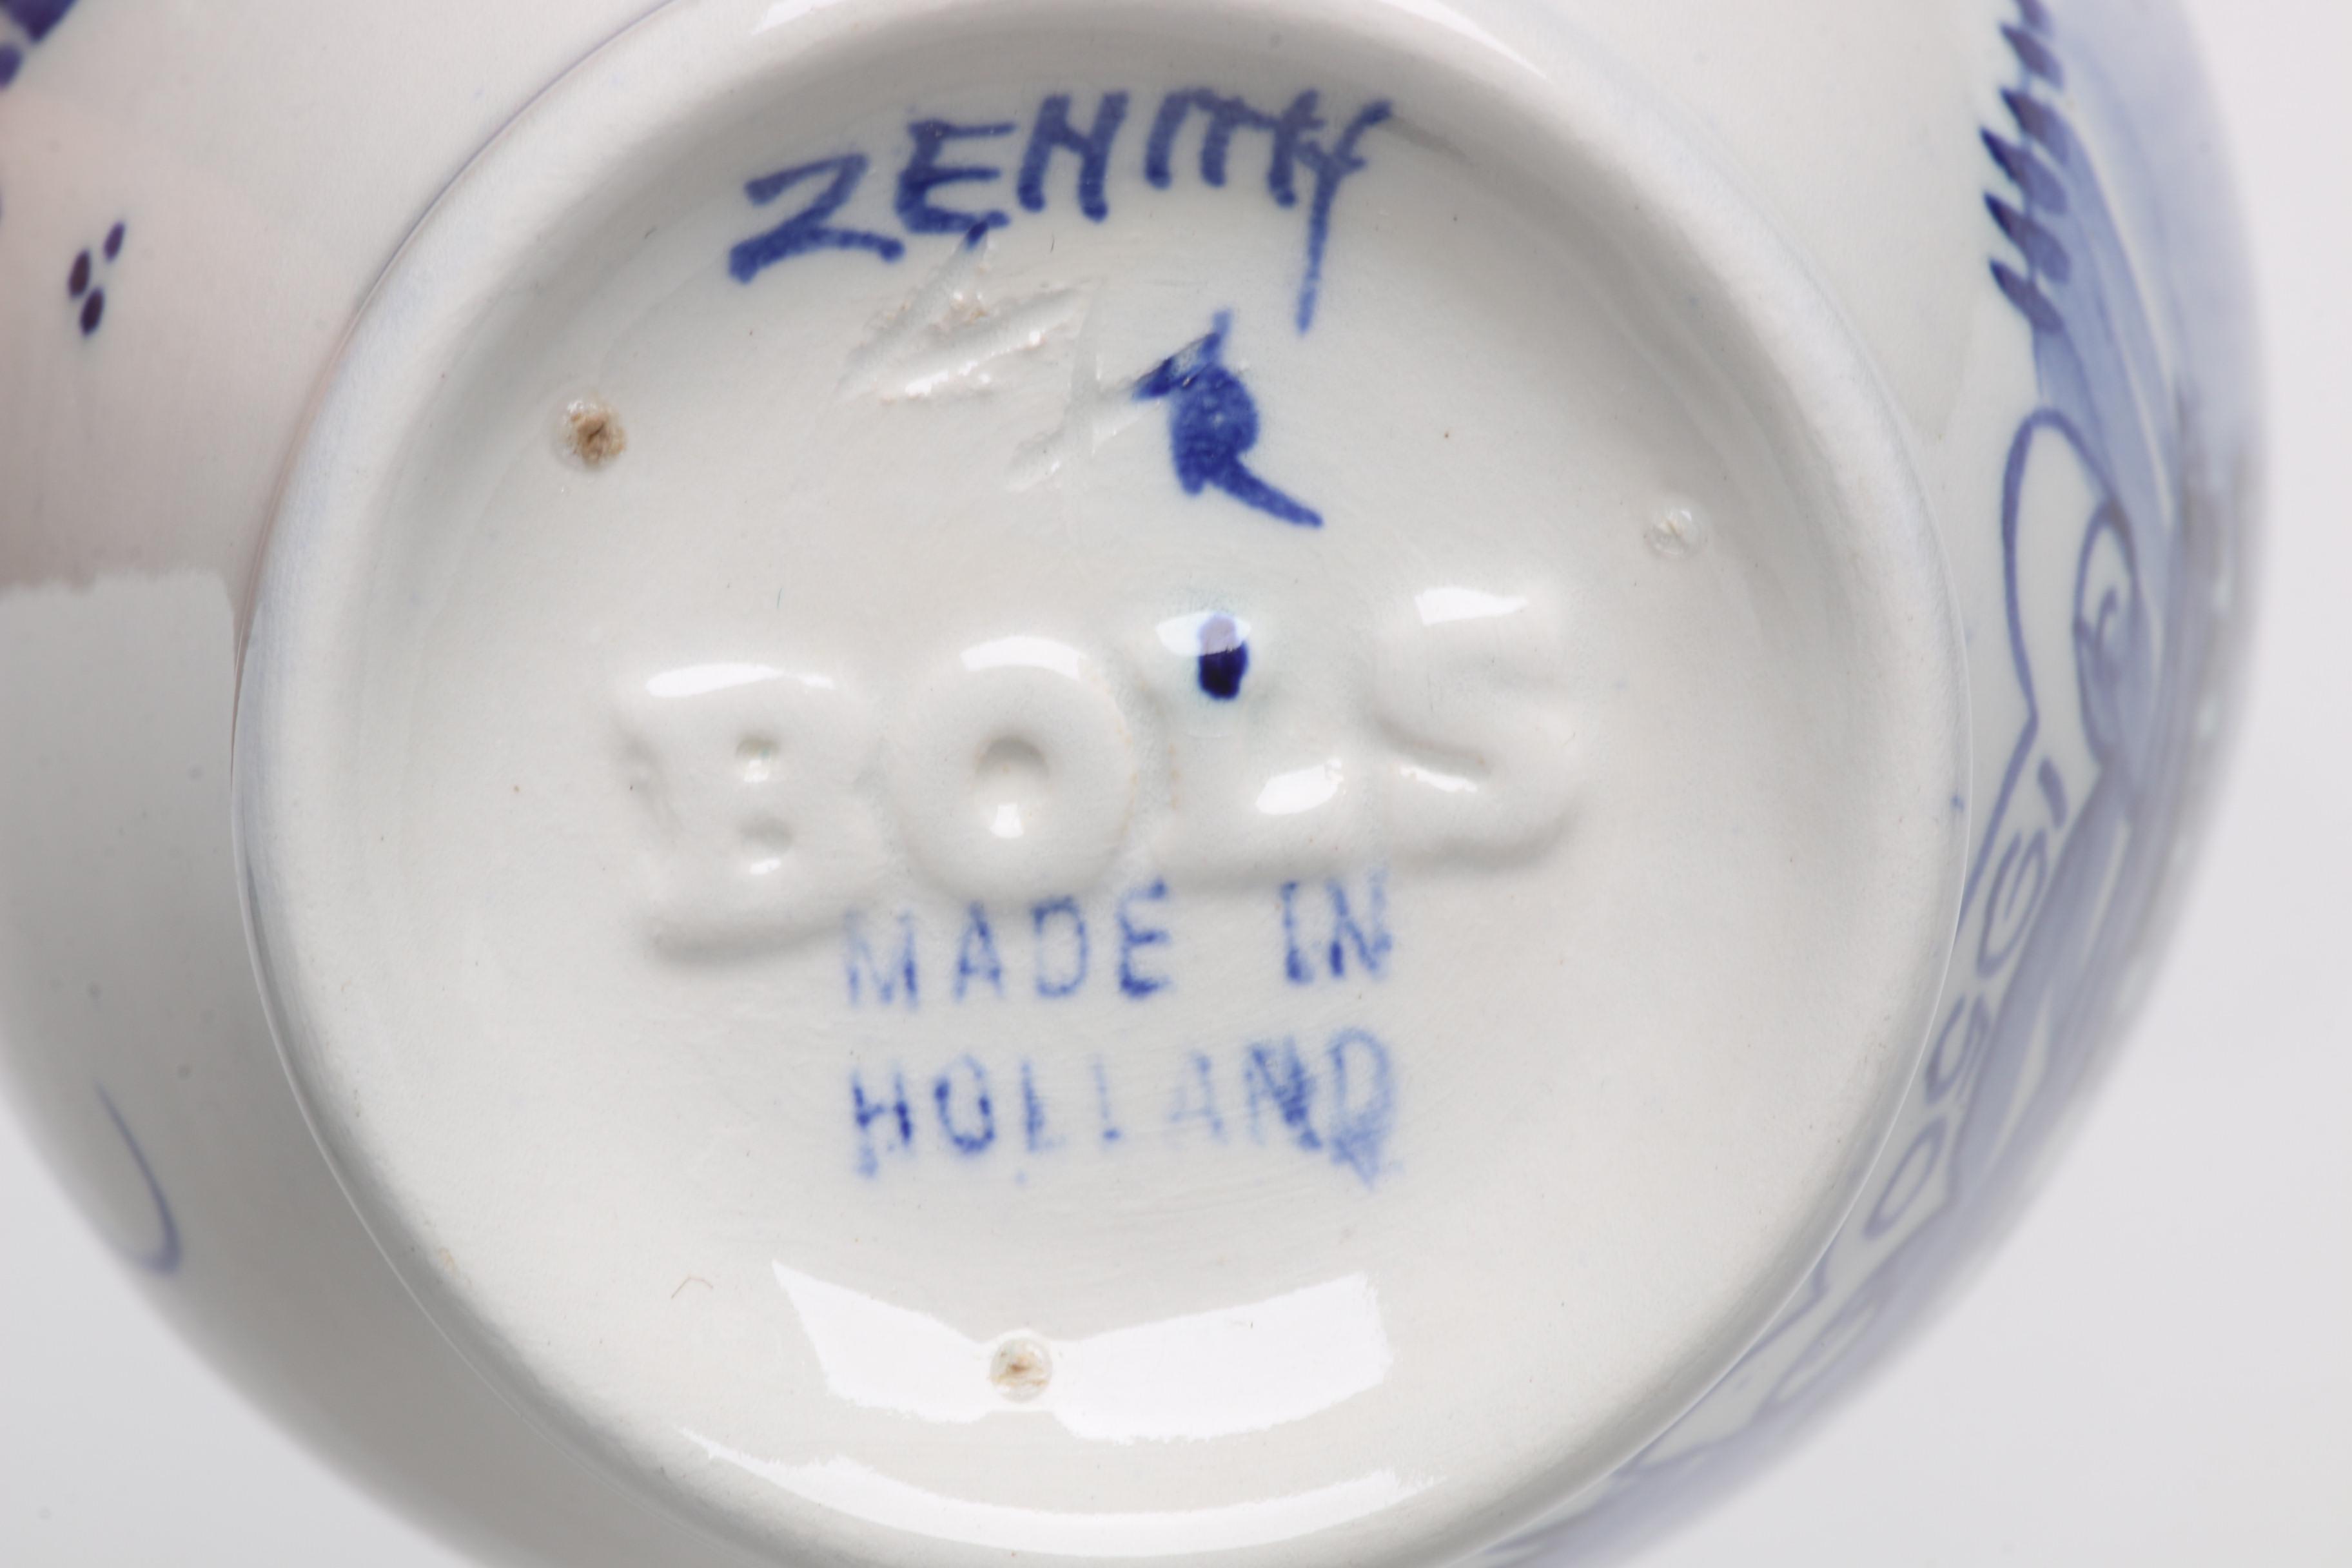 ZENITH
R
BOLS
MADE IN
HOLLAND